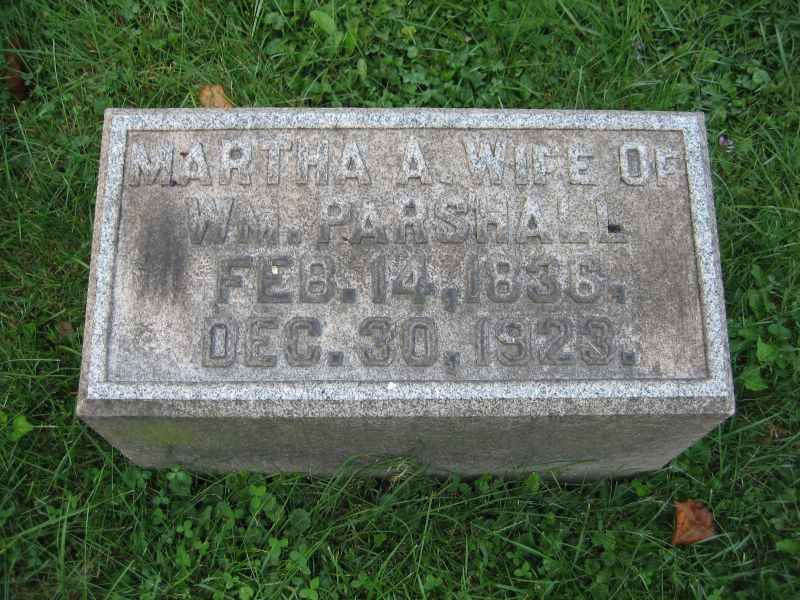 MARTHA A. WIFE OF
WM. PARSHALL
FEB. 14, 1836.
DEC. 30, 1923.